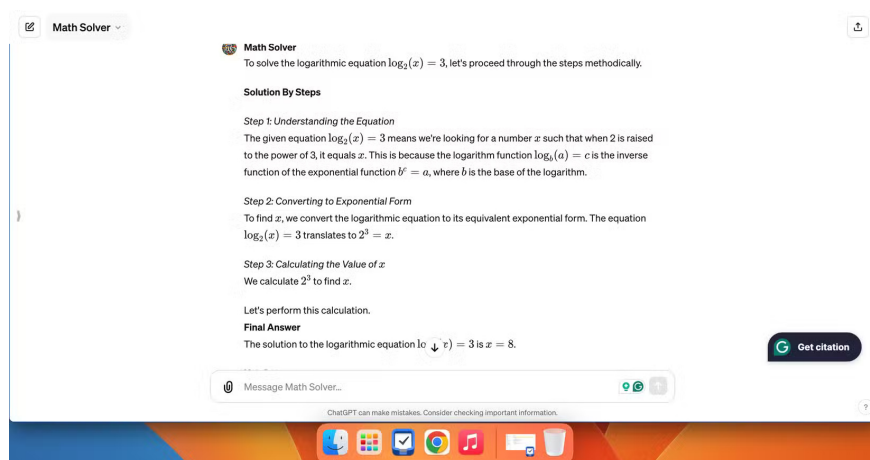 Math Solver
Math Solver
To solve the logarithmic equation log₂(x) = 3, let's proceed through the steps methodically.
Solution By Steps
Step 1: Understanding the Equation
The given equation log₂(x) = 3 means we're looking for a number x such that when 2 is raised
to the power of 3, it equals x. This is because the logarithm function log_b(a) = c is the inverse
function of the exponential function bᶜ = a, where b is the base of the logarithm.
Step 2: Converting to Exponential Form
To find x, we convert the logarithmic equation to its equivalent exponential form. The equation
log₂(x) = 3 translates to 2³ = x.
Step 3: Calculating the Value of x
We calculate 2³ to find x.
Let's perform this calculation.
Final Answer
The solution to the logarithmic equation lo x) = 3 is x = 8.
Get citation
Message Math Solver...
ChatGPT can make mistakes. Consider checking important information.
?